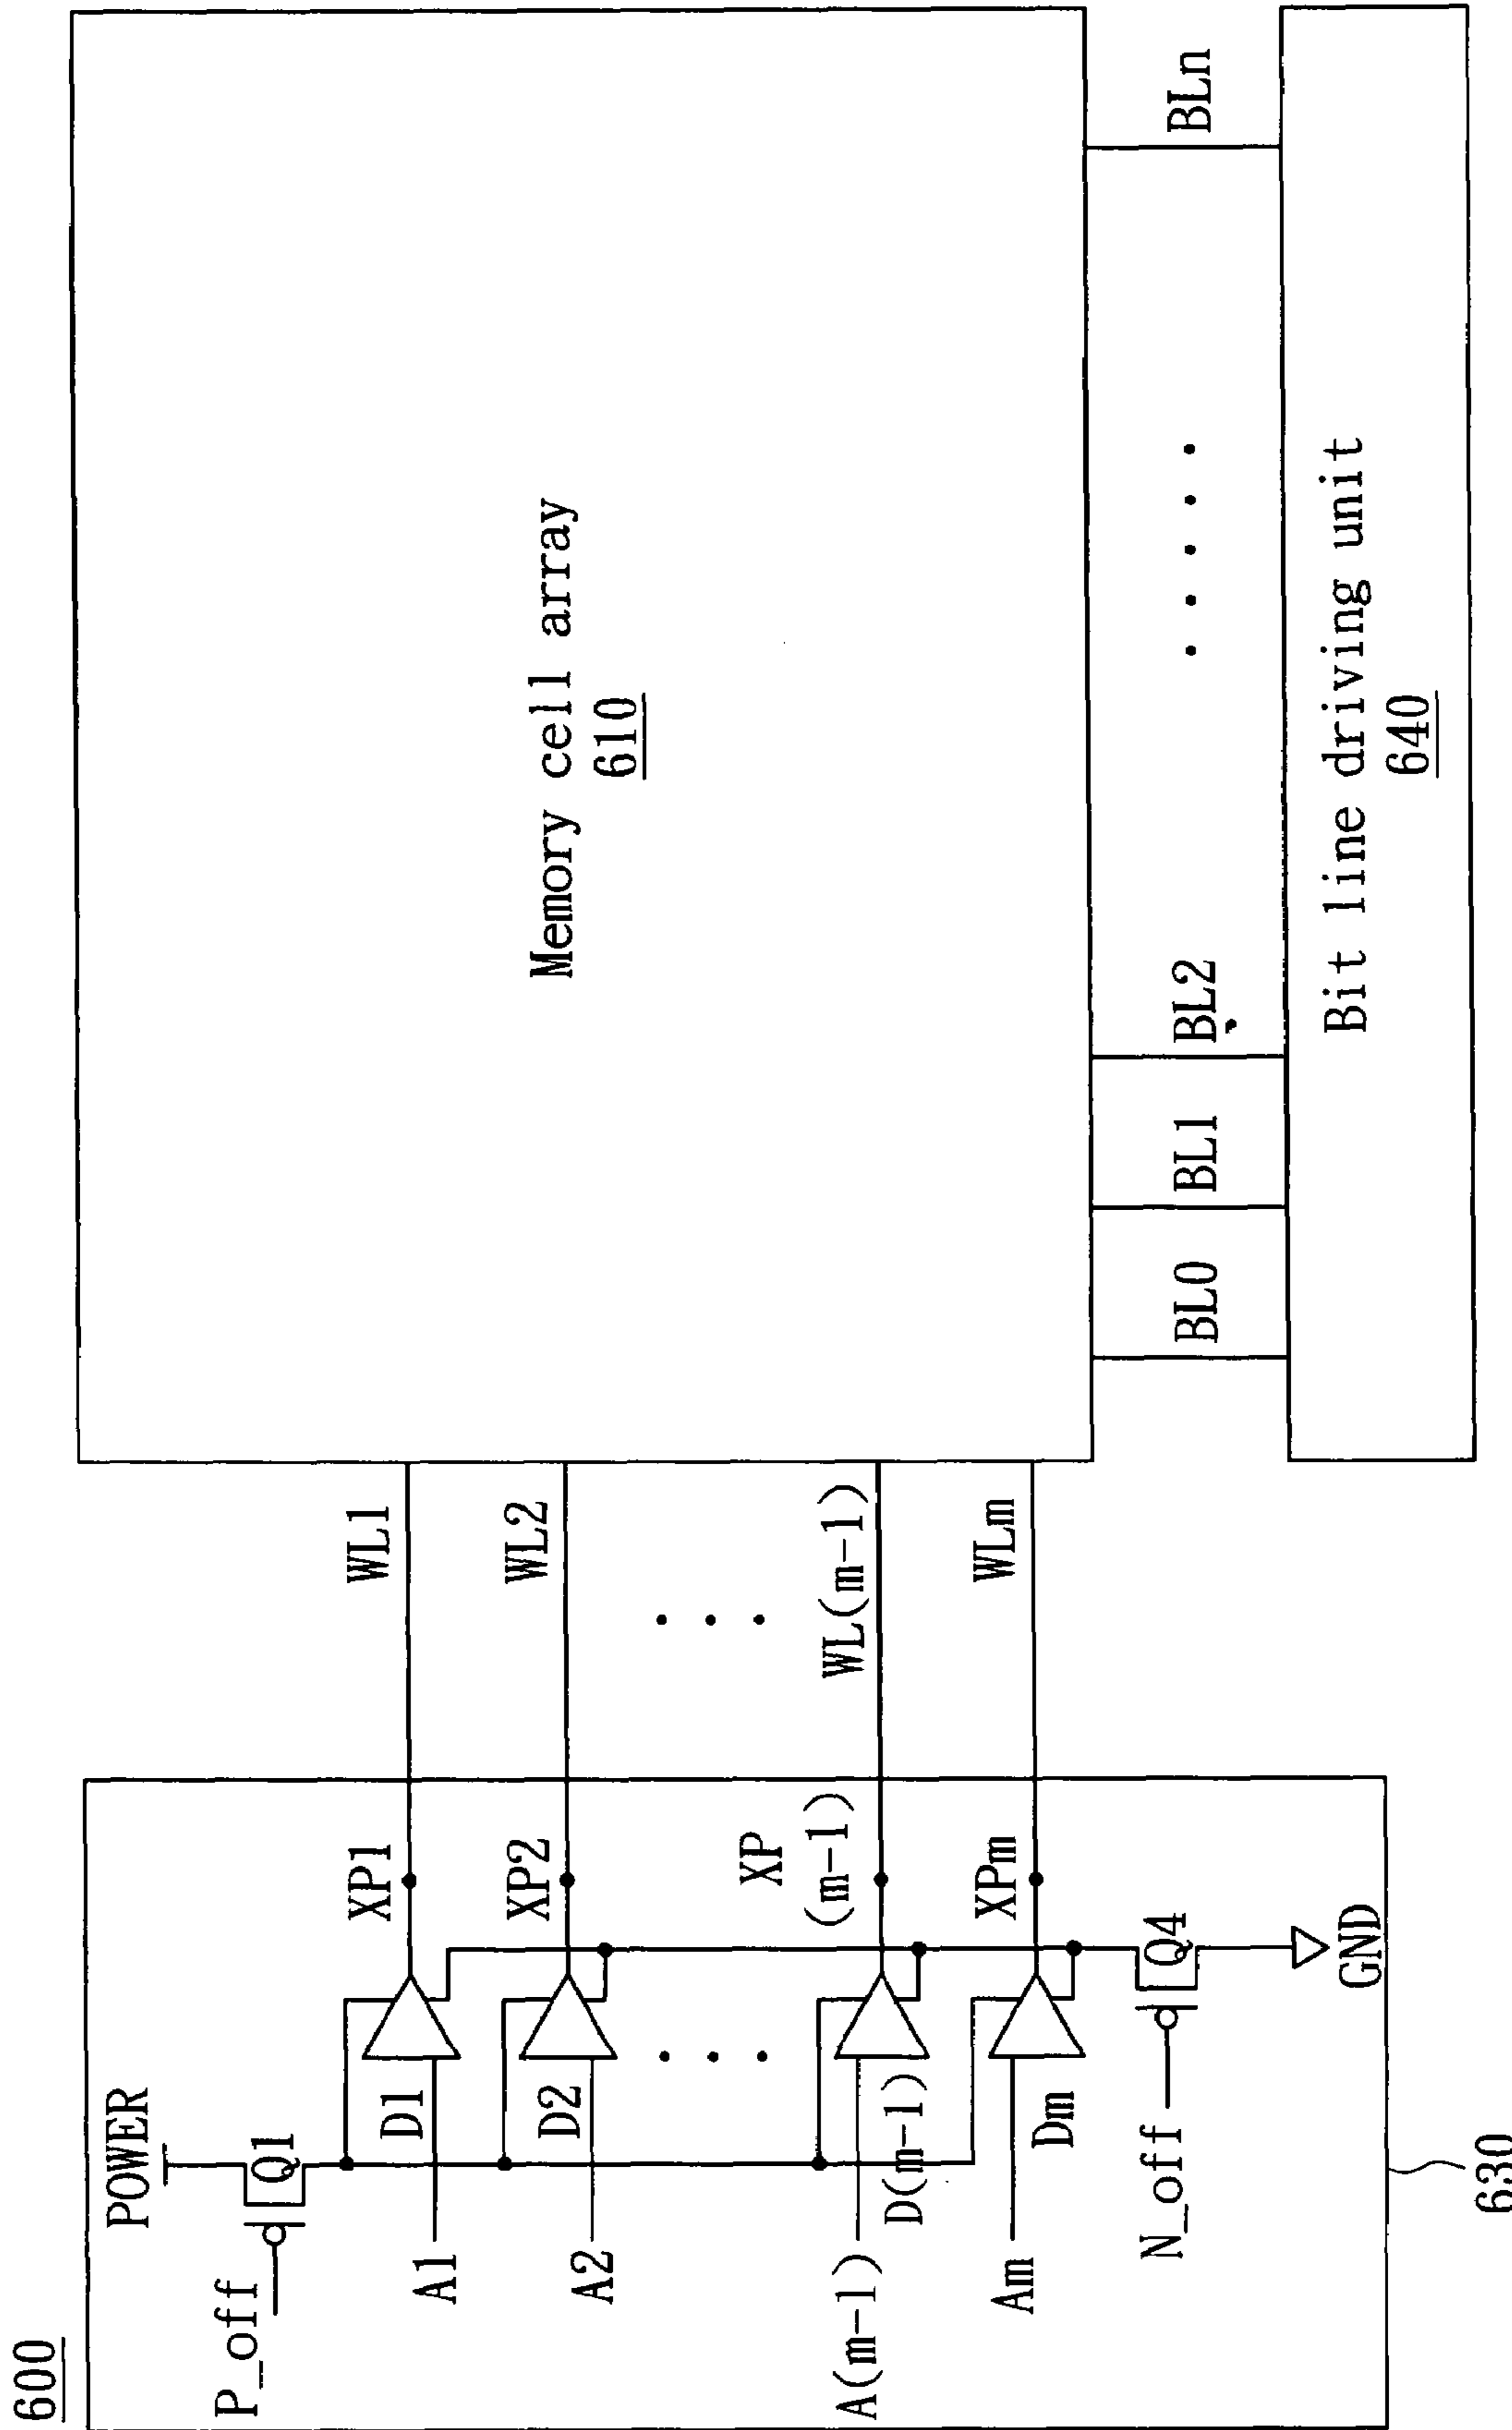 600
P_off
POWER
Q1
A1
D1
XP1
WL1
A2
D2
XP2
WL2
A(m-1)
D(m-1)
XP
(m-1)
WL(m-1)
Am
Dm
XPm
WLm
N_off
Q4
GND
630
Memory cell array
610
BL0
BL1
BL2
BLn
Bit line driving unit
640